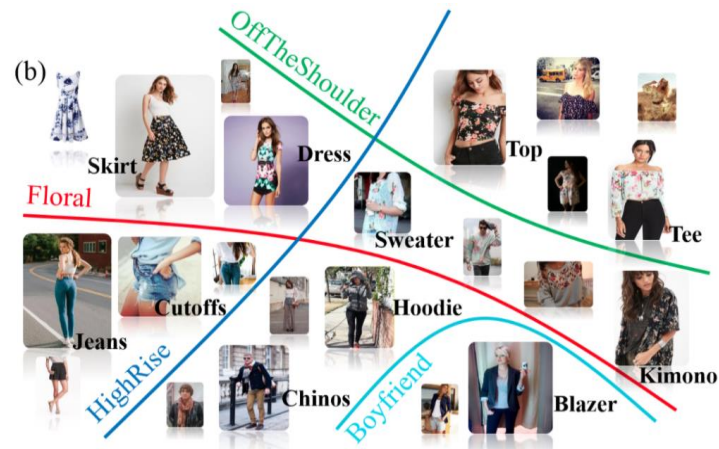 (b)
OffTheShoulder
Skirt
Dress
Top
Floral
Sweater
Tee
Cutoffs
Hoodie
Jeans
HighRise
Chinos
Boyfriend
Blazer
Kimono